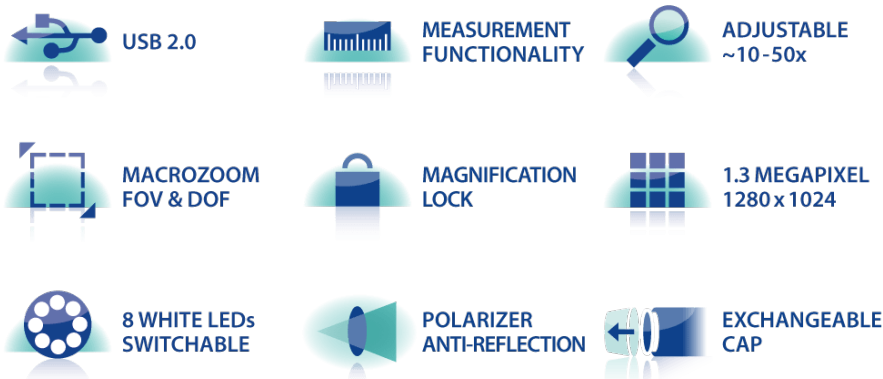 USB 2.0
MEASUREMENT
FUNCTIONALITY
ADJUSTABLE
~10-50x
MACROZOOM
FOV & DOF
MAGNIFICATION
LOCK
1.3 MEGAPIXEL
1280 x 1024
8 WHITE LEDs
SWITCHABLE
POLARIZER
ANTI-REFLECTION
EXCHANGEABLE
CAP